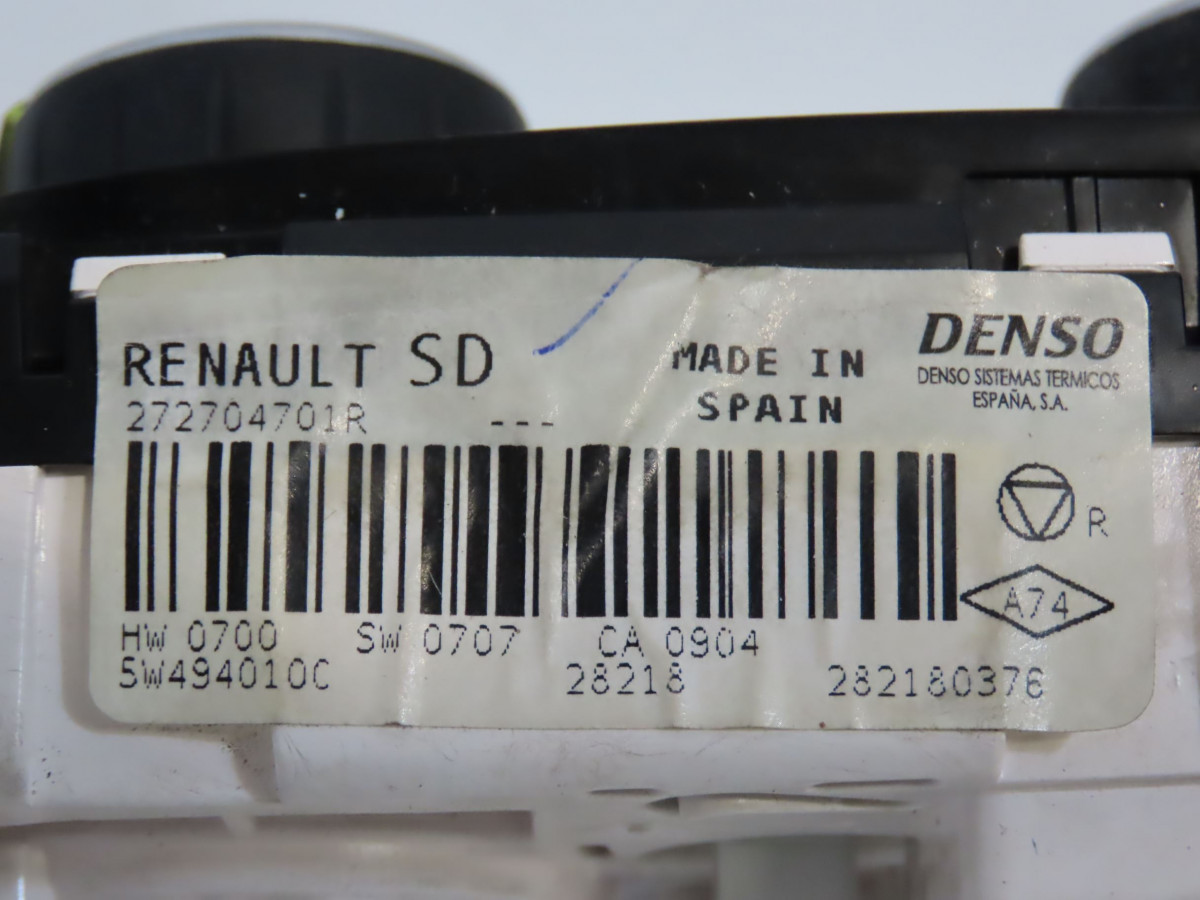 RENAULT SD
272704701R ---
MADE IN
SPAIN
DENSO
DENSO SISTEMAS TERMICOS
ESPAÑA, S.A.
R
A74
HW 0700 SW 0707 CA 0904
5W494010C 28218 282180376